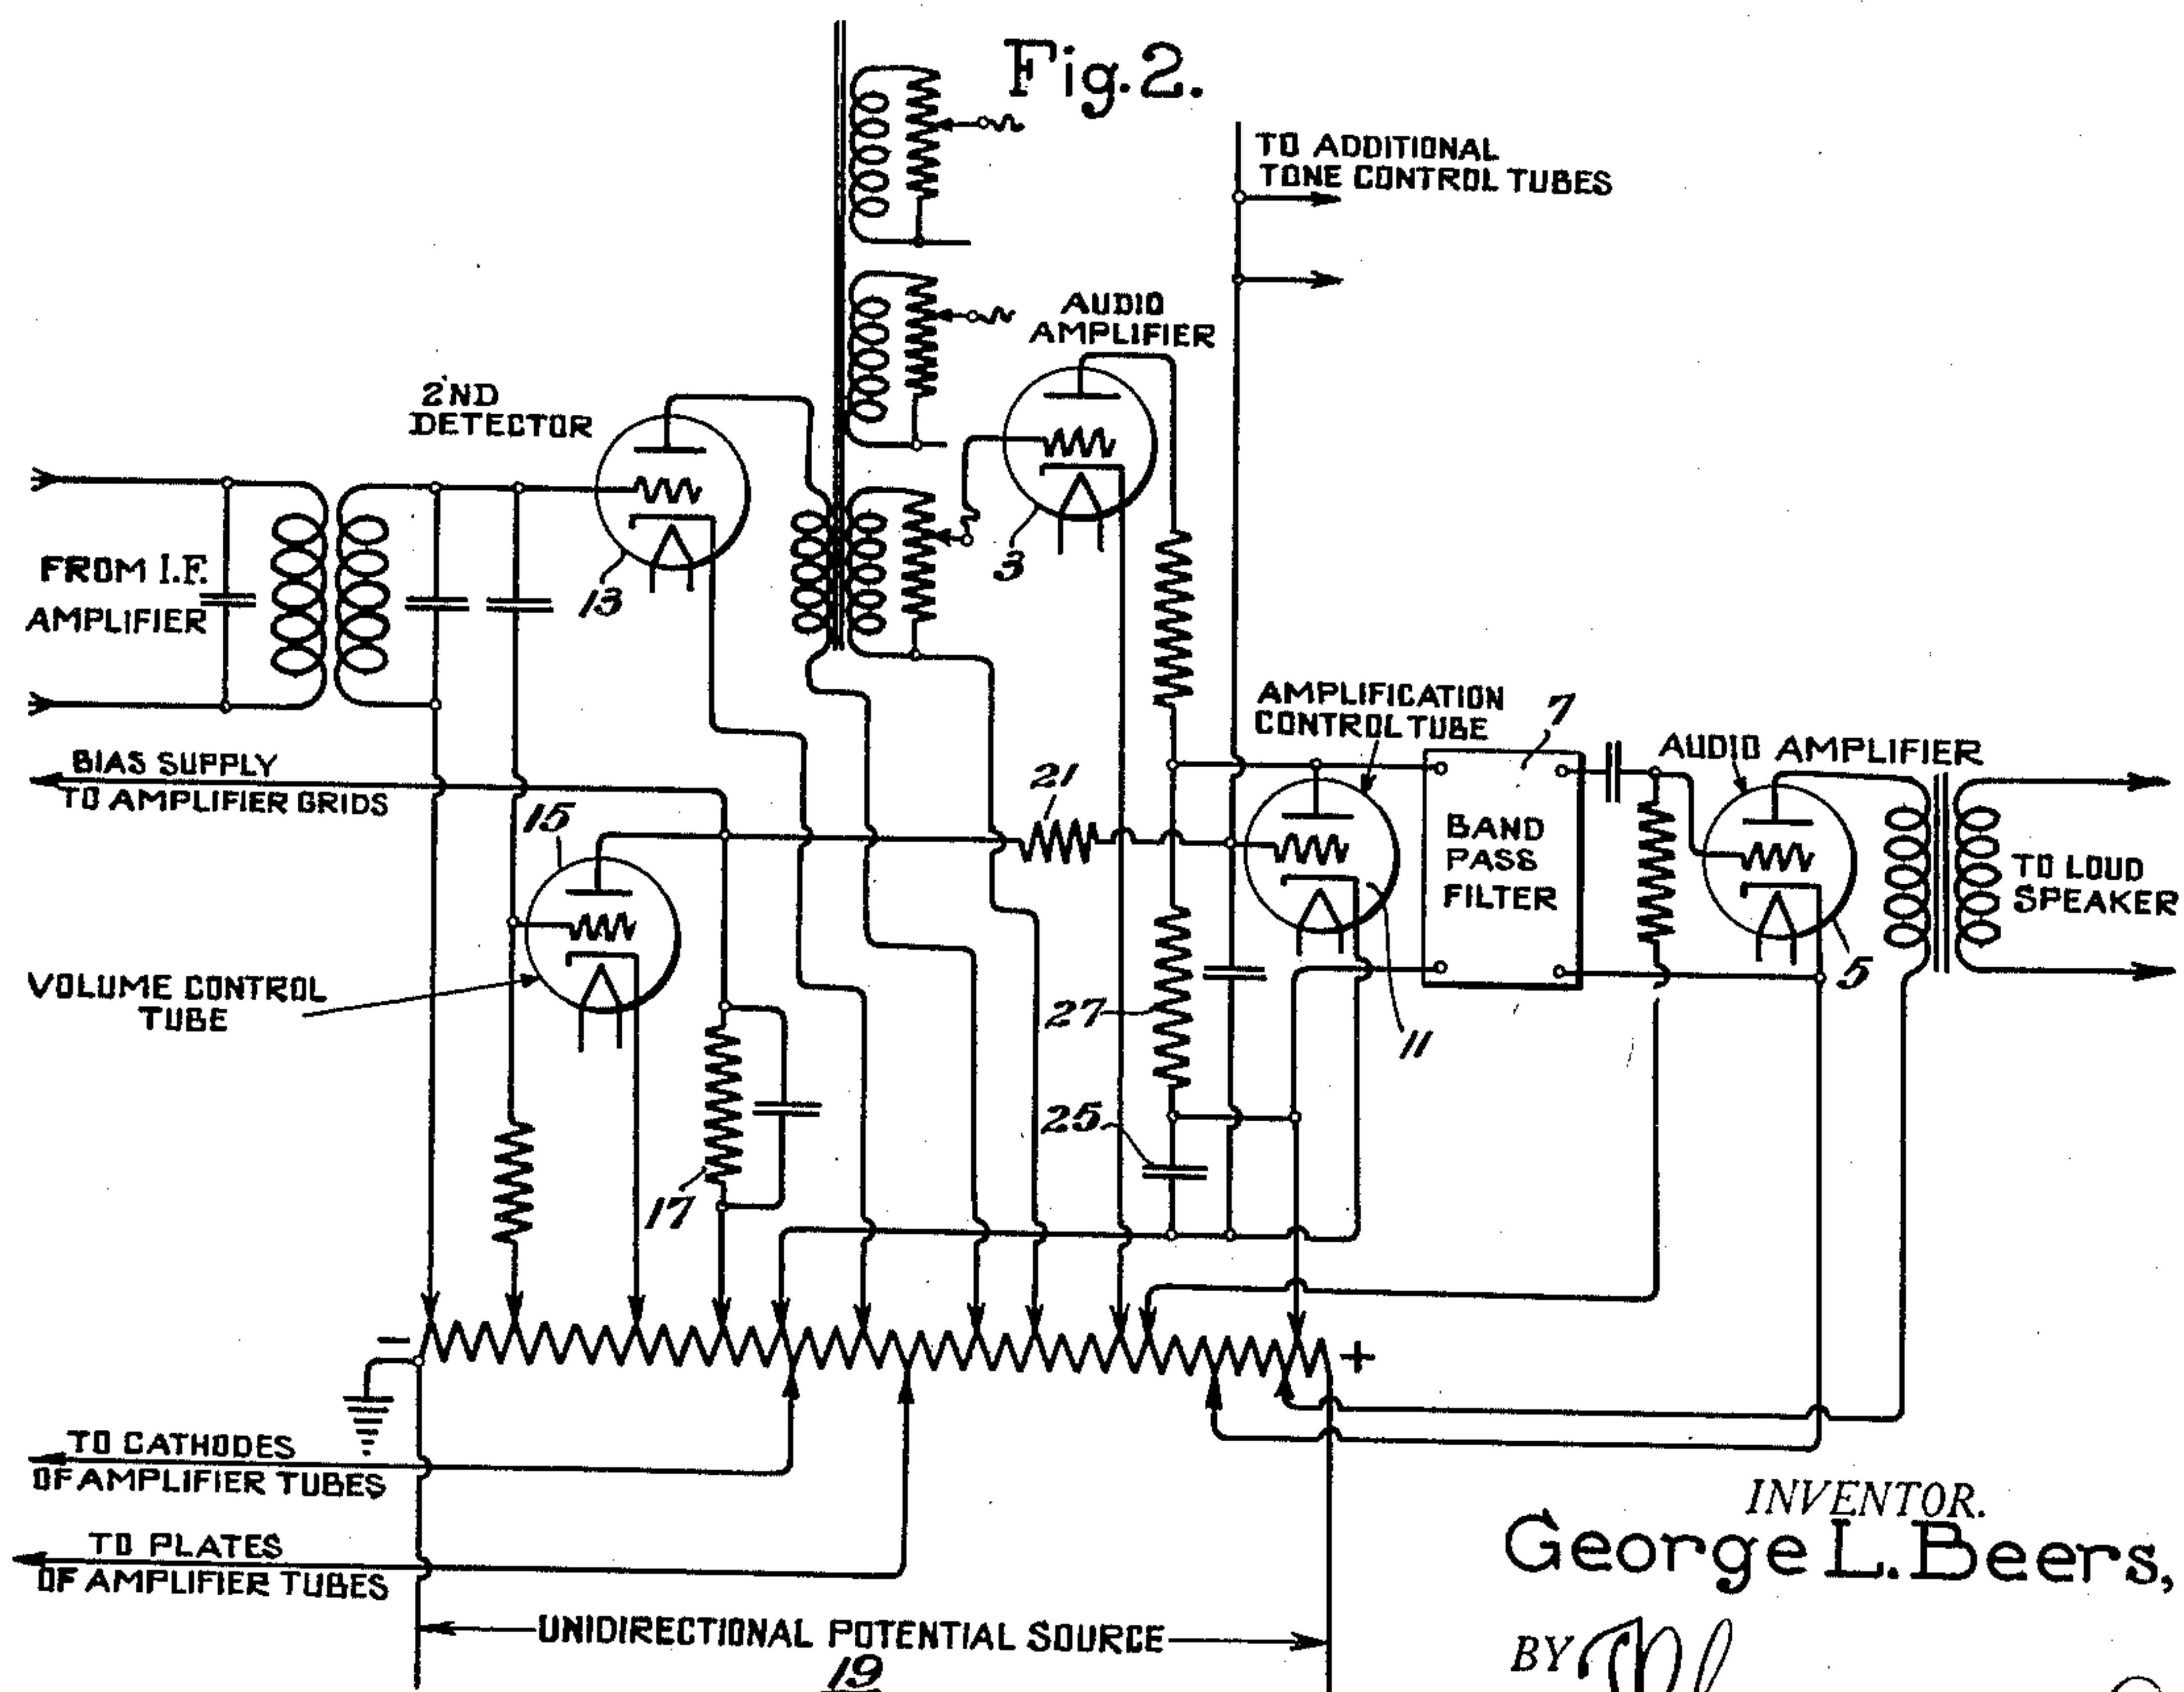 Fig.2.
TO ADDITIONAL
TONE CONTROL TUBES
AUDIO
AMPLIFIER
2'ND
DETECTOR
3
13
FROM I.F.
AMPLIFIER
AMPLIFICATION
CONTROL TUBE
7
AUDIO AMPLIFIER
BIAS SUPPLY
TO AMPLIFIER GRIDS
21
15
BAND
PASS
FILTER
TO LOUD
SPEAKER
5
VOLUME CONTROL
TUBE
27
11
25
17
-
+
TO CATHODES
OF AMPLIFIER TUBES
TO PLATES
OF AMPLIFIER TUBES
UNIDIRECTIONAL POTENTIAL SOURCE
19
INVENTOR.
George L. Beers,
BY